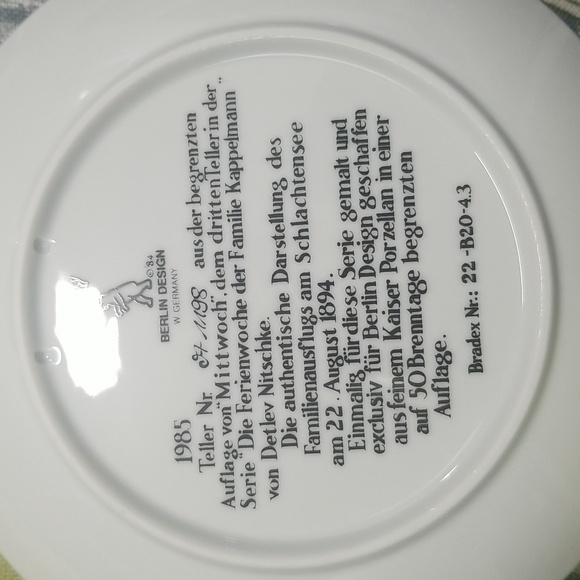 ©'84
BERLIN DESIGN
W. GERMANY
1985
Teller Nr. 04-11198 aus der begrenzten
Auflage von "Mittwoch", dem dritten Teller in der
Serie "Die Ferienwoche der Familie Kappelmann"
von Detlev Nitschke.
Die authentische Darstellung des
Familienausflugs am Schlachtensee
am 22. August 1894.
Einmalig für diese Serie gemalt und
exclusiv für Berlin Design geschaffen
aus feinem Kaiser Porzellan in einer
auf 50 Brenntage begrenzten
Auflage.
Bradex Nr.: 22-B20-4.3